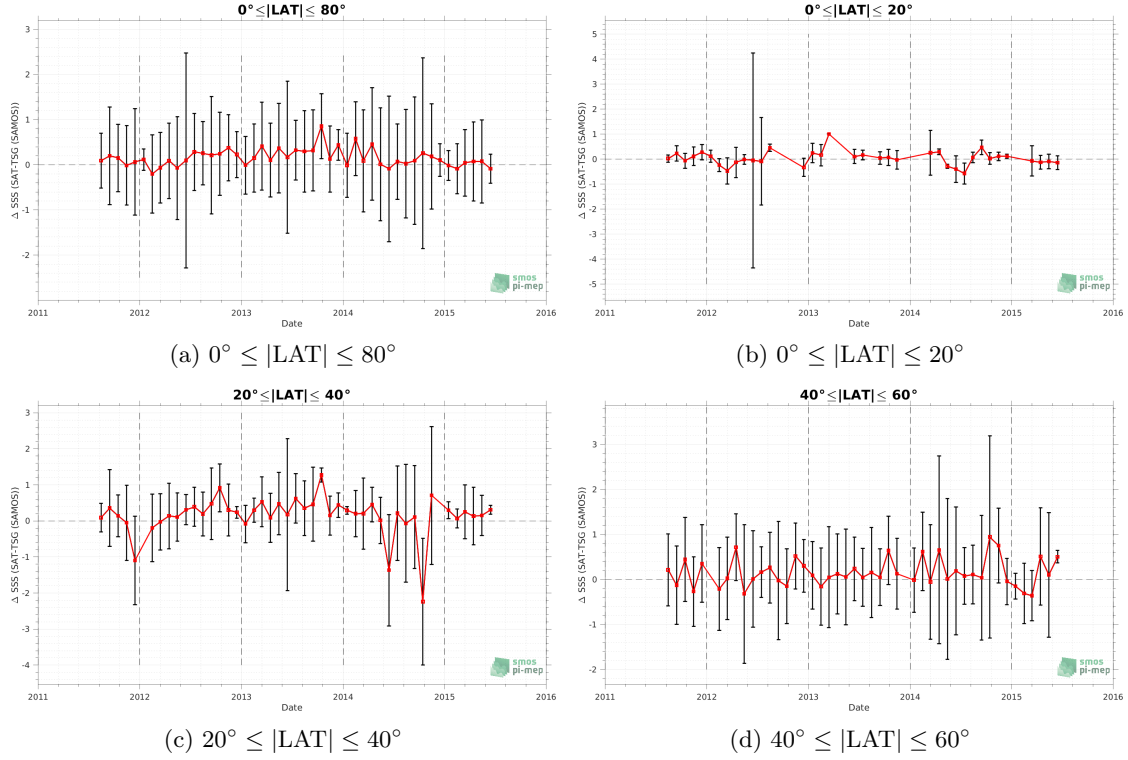 0°≤|LAT|≤ 80°
Δ SSS (SAT-TSG (SAMOS))
3
2
1
0
-1
-2
smos
pi-mep
2011 2012 2013 2014 2015 2016
Date
(a) 0° ≤ |LAT| ≤ 80°
0°≤|LAT|≤ 20°
Δ SSS (SAT-TSG (SAMOS))
5
4
3
2
1
0
-1
-2
-3
-4
-5
smos
pi-mep
2011 2012 2013 2014 2015 2016
Date
(b) 0° ≤ |LAT| ≤ 20°
20°≤|LAT|≤ 40°
Δ SSS (SAT-TSG (SAMOS))
3
2
1
0
-1
-2
-3
-4
smos
pi-mep
2011 2012 2013 2014 2015 2016
Date
(c) 20° ≤ |LAT| ≤ 40°
40°≤|LAT|≤ 60°
Δ SSS (SAT-TSG (SAMOS))
3
2
1
0
-1
-2
smos
pi-mep
2011 2012 2013 2014 2015 2016
Date
(d) 40° ≤ |LAT| ≤ 60°